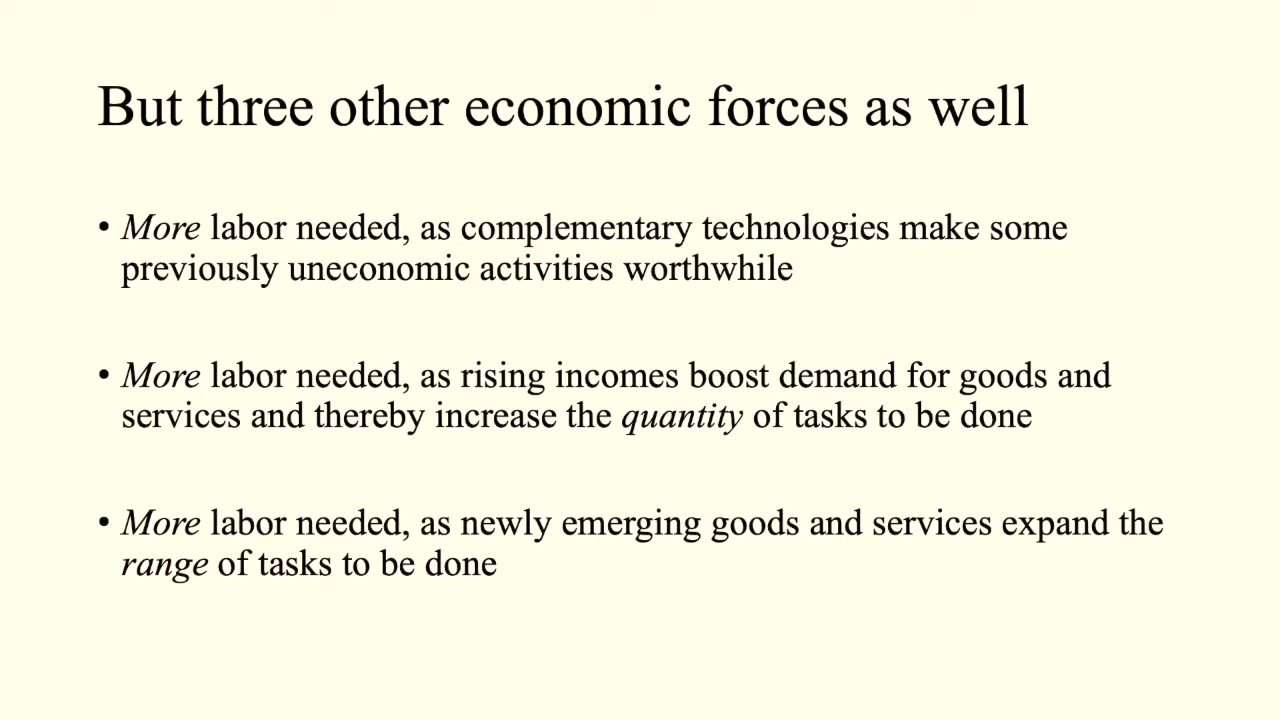 But three other economic forces as well
• More labor needed, as complementary technologies make some
previously uneconomic activities worthwhile
• More labor needed, as rising incomes boost demand for goods and
services and thereby increase the quantity of tasks to be done
• More labor needed, as newly emerging goods and services expand the
range of tasks to be done